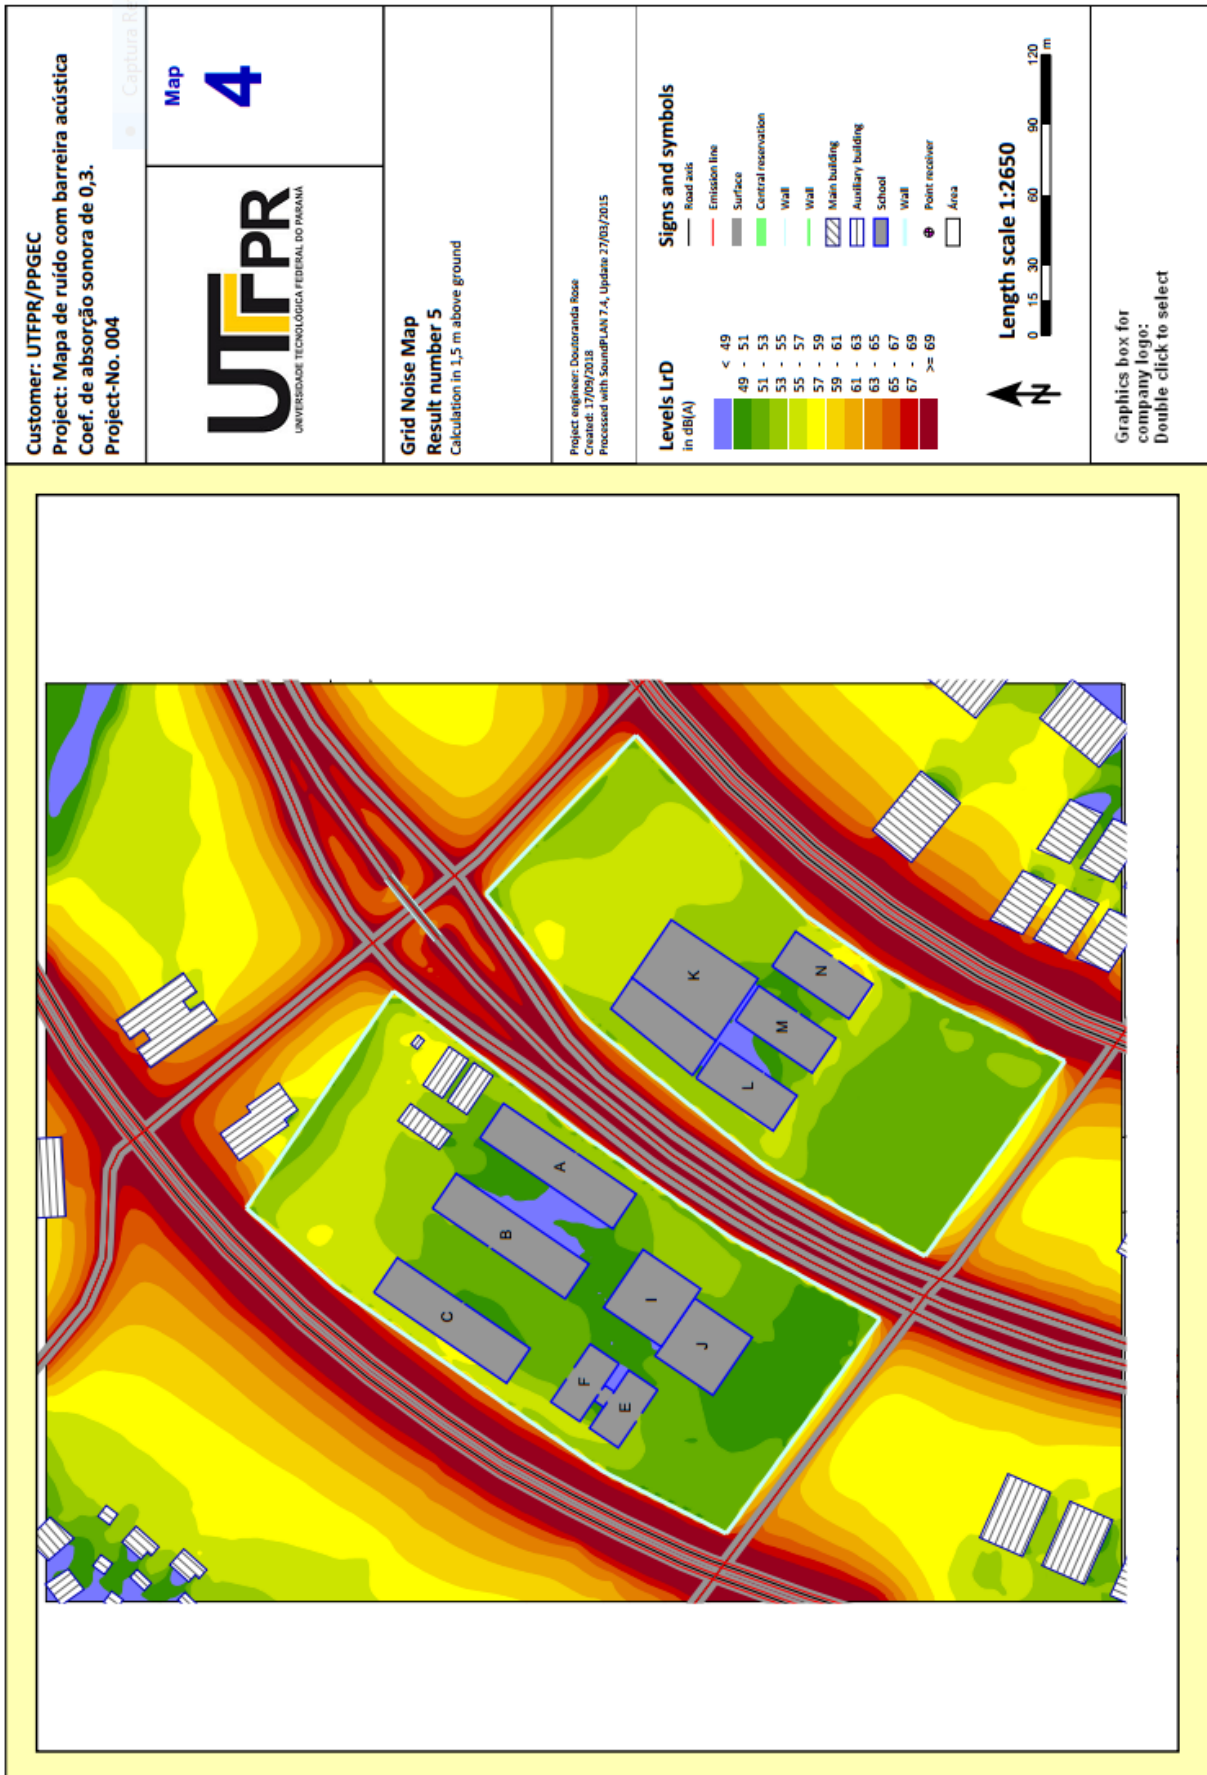 Customer: UTFPR/PPGEC
Project: Mapa de ruído com barreira acústica
Coef. de absorção sonora de 0,3.
Project-No. 004
Captura Re
UTFPR
UNIVERSIDADE TECNOLÓGICA FEDERAL DO PARANÁ
Map
4
Grid Noise Map
Result number 5
Calculation in 1,5 m above ground
Project engineer: Doutoranda Rose
Created: 17/09/2018
Processed with SoundPLAN 7.4, Update 27/03/2015
Levels LrD
in dB(A)
< 49
49 - 51
51 - 53
53 - 55
55 - 57
57 - 59
59 - 61
61 - 63
63 - 65
65 - 67
67 - 69
>= 69
Signs and symbols
Road axis
Emission line
Surface
Central reservation
Wall
Wall
Main building
Auxiliary building
School
Wall
Point receiver
Área
N
Length scale 1:2650
0 15 30 60 90 120
m
Graphics box for
company logo:
Double click to select
A
B
C
F
E
I
J
K
L
M
N